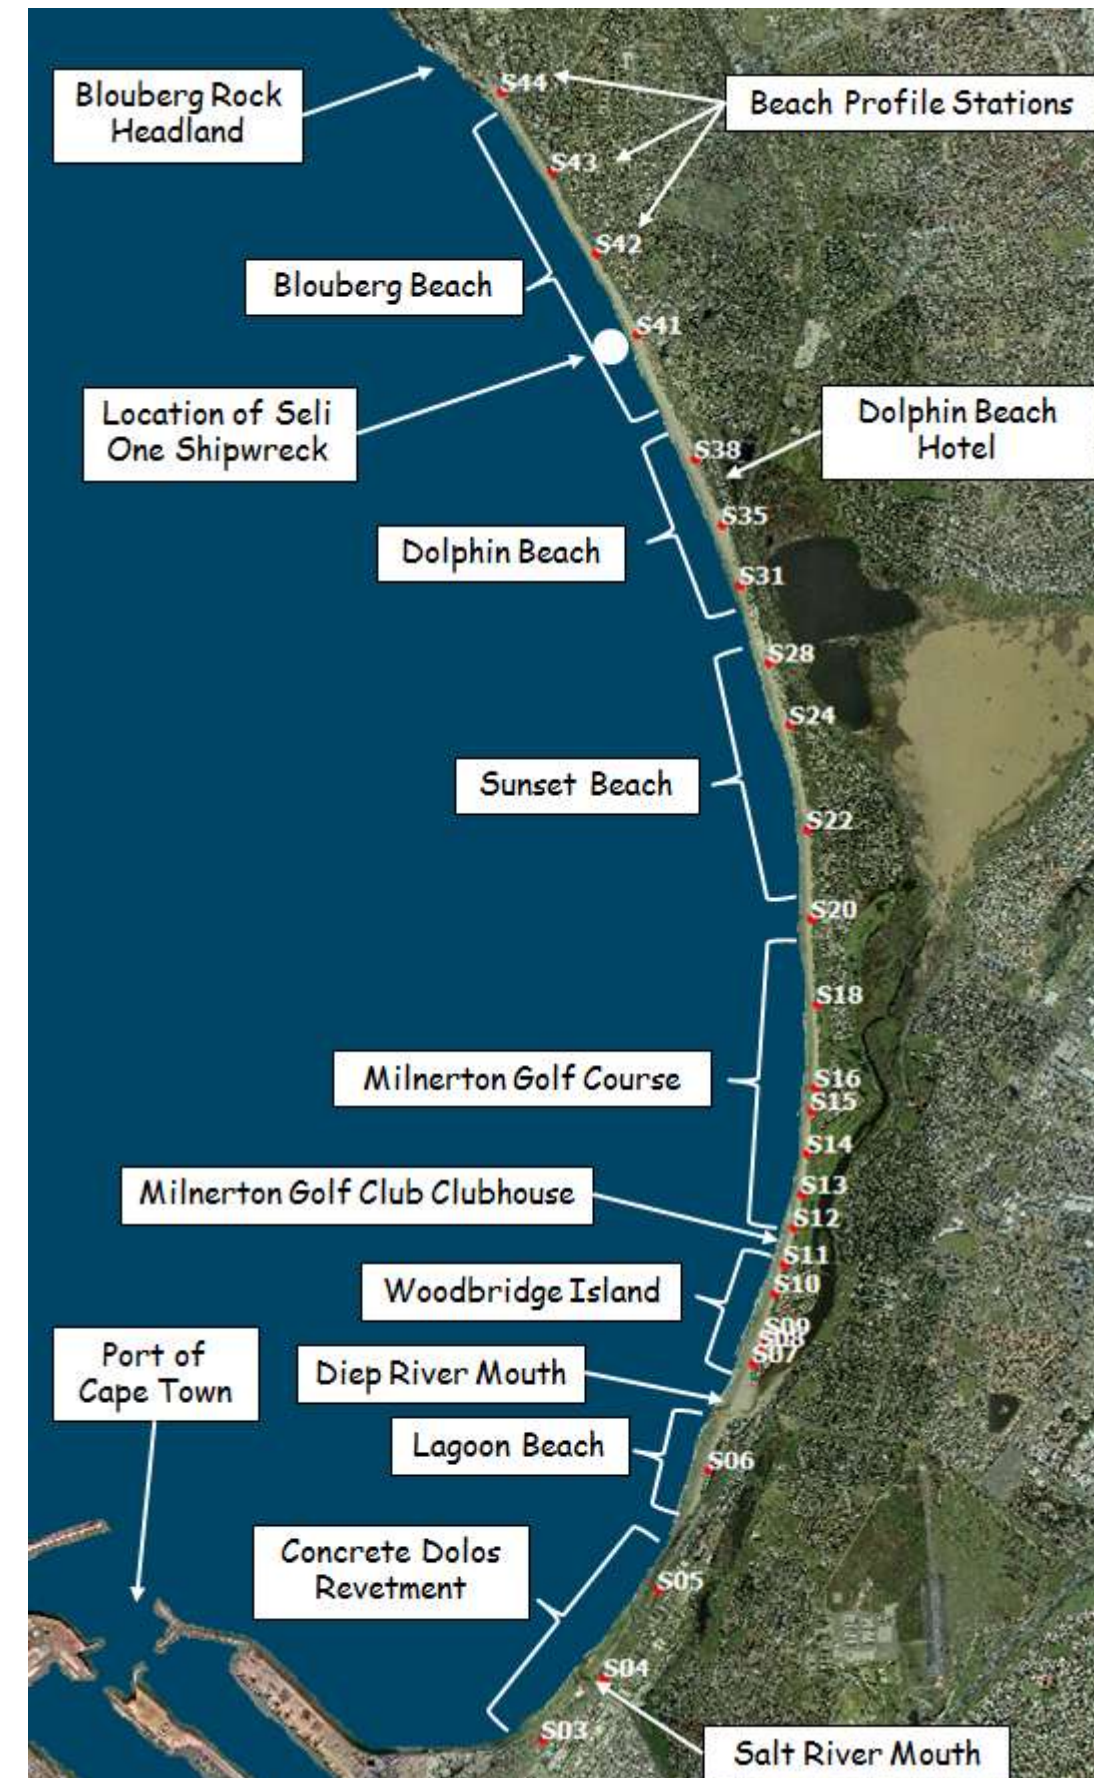 S44
Blouberg Rock
Headland
Beach Profile Stations
S43
S42
Blouberg Beach
S41
Location of Seli
One Shipwreck
Dolphin Beach
Hotel
S38
S35
Dolphin Beach
S31
S28
S24
Sunset Beach
S22
S20
S18
Milnerton Golf Course
S16
S15
S14
Milnerton Golf Club Clubhouse
S13
S12
S11
Woodbridge Island
S10
S09
S08
S07
Port of
Cape Town
Diep River Mouth
Lagoon Beach
S06
Concrete Dolos
Revetment
S05
S04
S03
Salt River Mouth